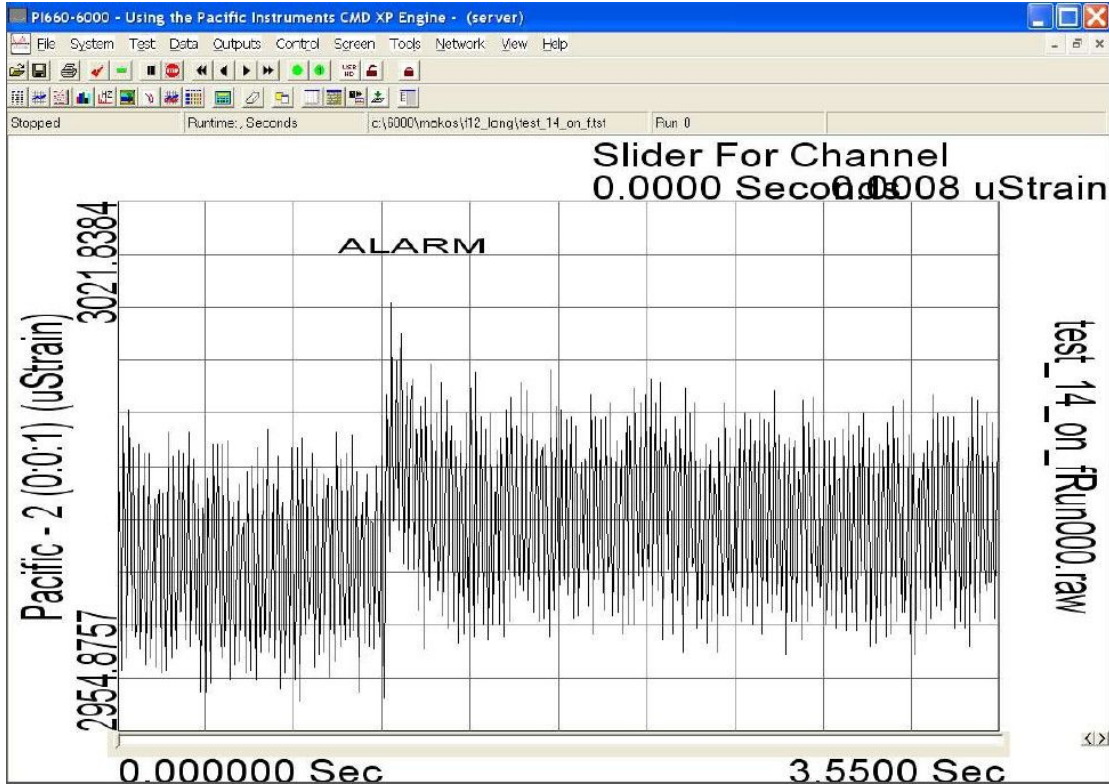 PI660-6000 - Using the Pacific Instruments CMD XP Engine - (server)
File System Test Data Outputs Control Screen Tools Network View Help
Stopped Runtime:, Seconds c:\6000\makos\f12_long\test_14_on_f.tst Run 0
Slider For Channel
0.0000 Seconds 0.0008 uStrain
ALARM
3021.8384
Pacific - 2 (0:0:1) (uStrain)
2954.8757
test_14_on_fRun000.raw
0.000000 Sec 3.5500 Sec